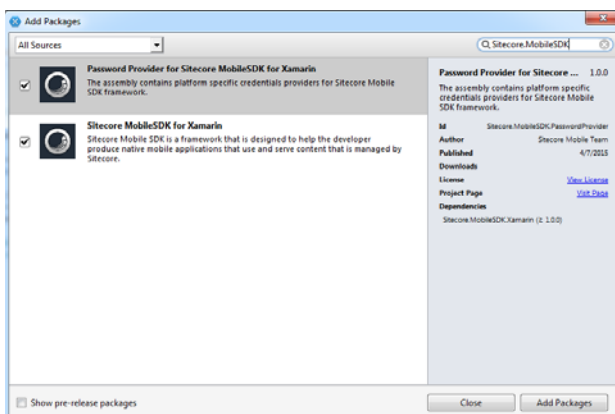 Add Packages
All Sources
Sitecore.MobileSDK
Password Provider for Sitecore MobileSDK for Xamarin
The assembly contains platform specific credentials providers for Sitecore Mobile
SDK framework.
Sitecore MobileSDK for Xamarin
Sitecore Mobile SDK is a framework that is designed to help the developer
produce native mobile applications that use and serve content that is managed by
Sitecore.
Password Provider for Sitecore ... 1.0.0
The assembly contains platform specific
credentials providers for Sitecore Mobile
SDK framework.
Id Sitecore.MobileSDK.PasswordProvider
Author Sitecore Mobile Team
Published 4/7/2015
Downloads
License View License
Project Page Visit Page
Dependencies
Sitecore.MobileSDK.Xamarin (≥ 1.0.0)
Show pre-release packages
Close
Add Packages